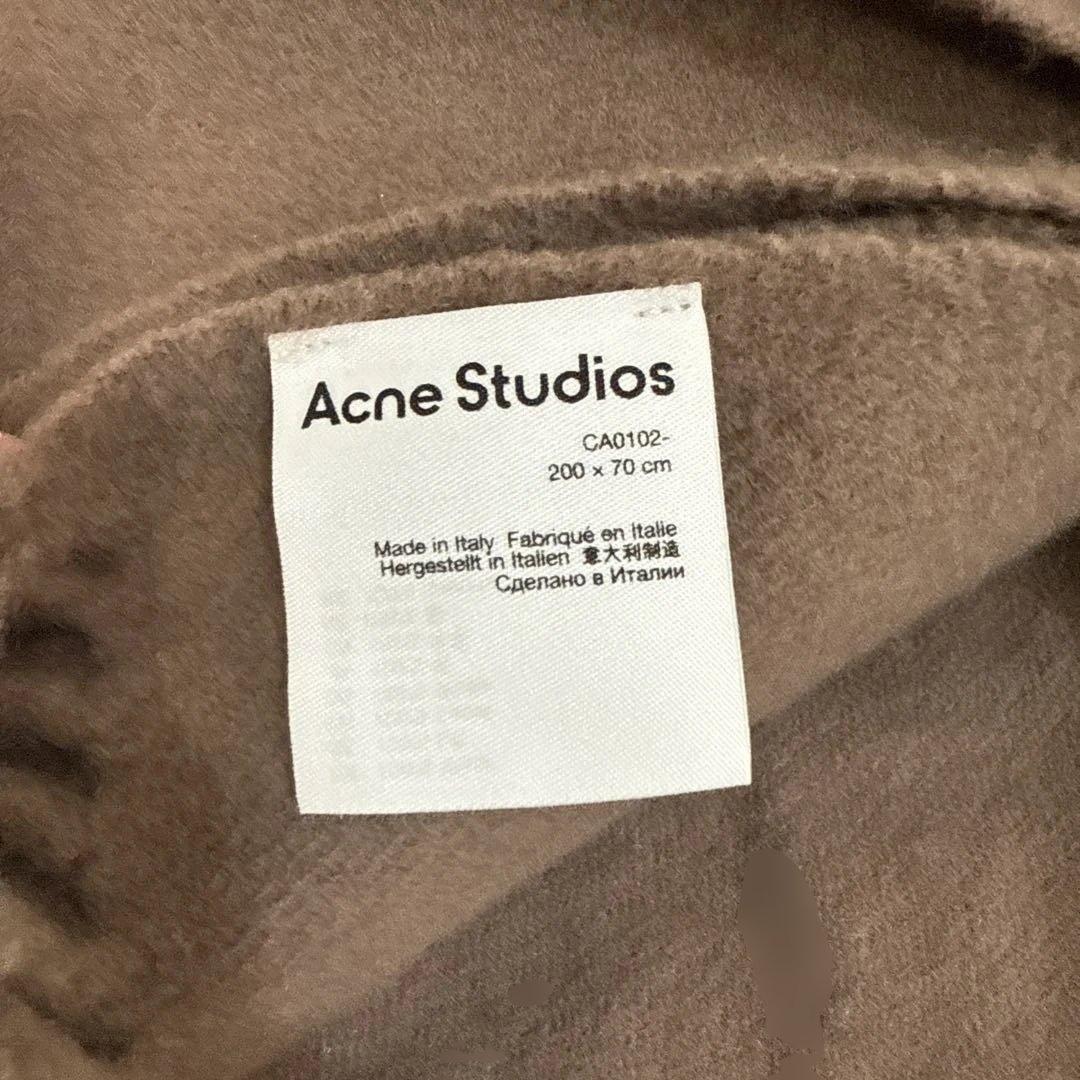 Acne Studios
CA0102-
200 × 70 cm
Made in Italy Fabriqué en Italie
Hergestellt in Italien 意大利制造
Сделано в Италии